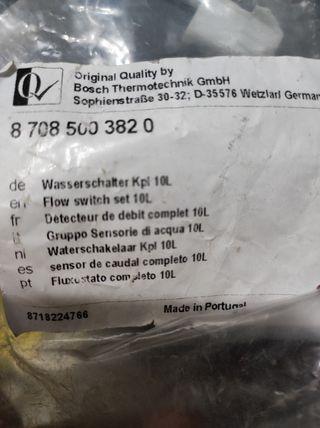 Original Quality by
Bosch Thermotechnik GmbH
Sophienstraße 30-32; D-35576 Wetzlar/ German
8 708 500 382 0
de Wasserschalter Kpl 10L
en Flow switch set 10L
fr Detecteur de debit complet 10L
it Gruppo Sensorie di acqua 10L
nl Waterschakelaar Kpl 10L
es sensor de caudal completo 10L
pt Fluxostato completo 10L
8718224766 Made in Portugal